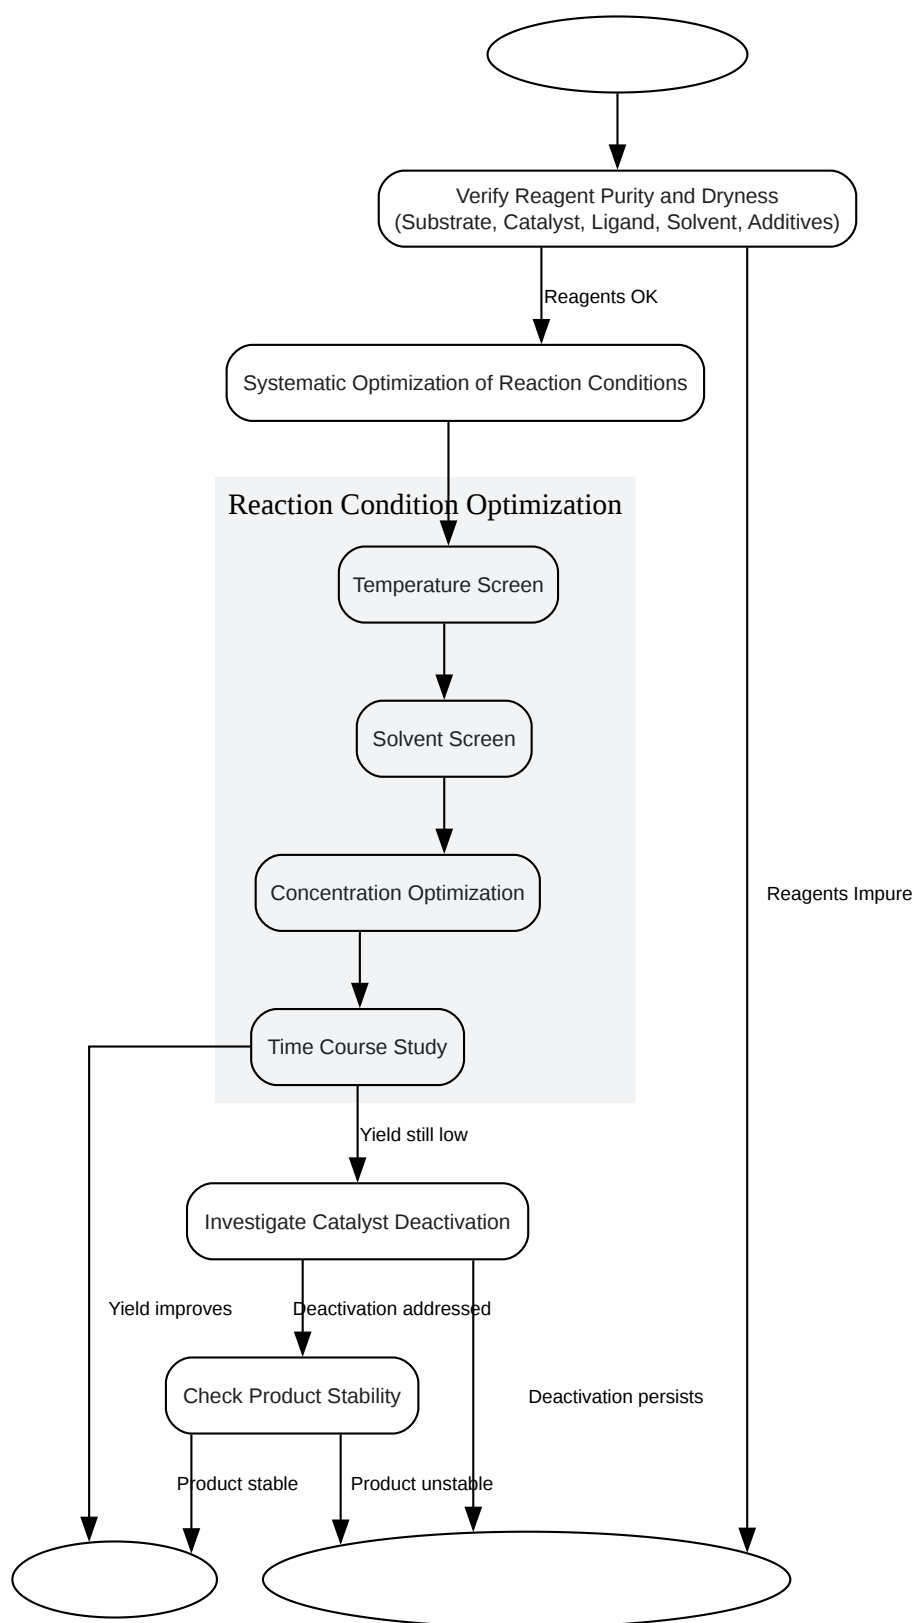 Verify Reagent Purity and Dryness
(Substrate, Catalyst, Ligand, Solvent, Additives)
Reagents OK
Systematic Optimization of Reaction Conditions
Reaction Condition Optimization
Temperature Screen
Solvent Screen
Concentration Optimization
Reagents Impure
Time Course Study
Yield still low
Investigate Catalyst Deactivation
Yield improves
Deactivation addressed
Check Product Stability
Deactivation persists
Product stable
Product unstable